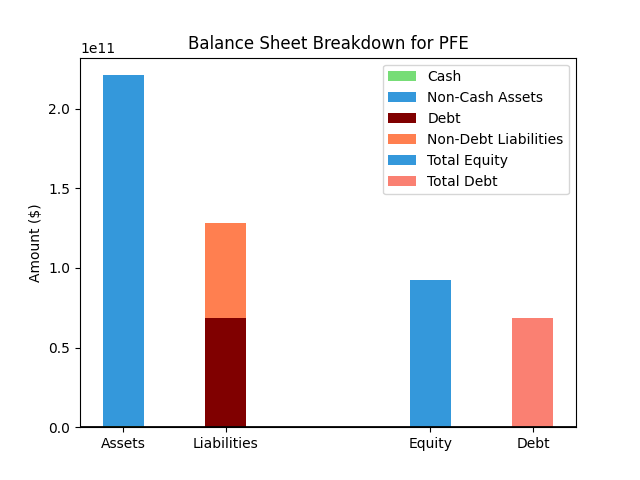 Balance Sheet Breakdown for PFE
1e11
Cash
Non-Cash Assets
Debt
Non-Debt Liabilities
Total Equity
Total Debt
Amount ($)
2.0
1.5
1.0
0.5
0.0
Assets
Liabilities
Equity
Debt